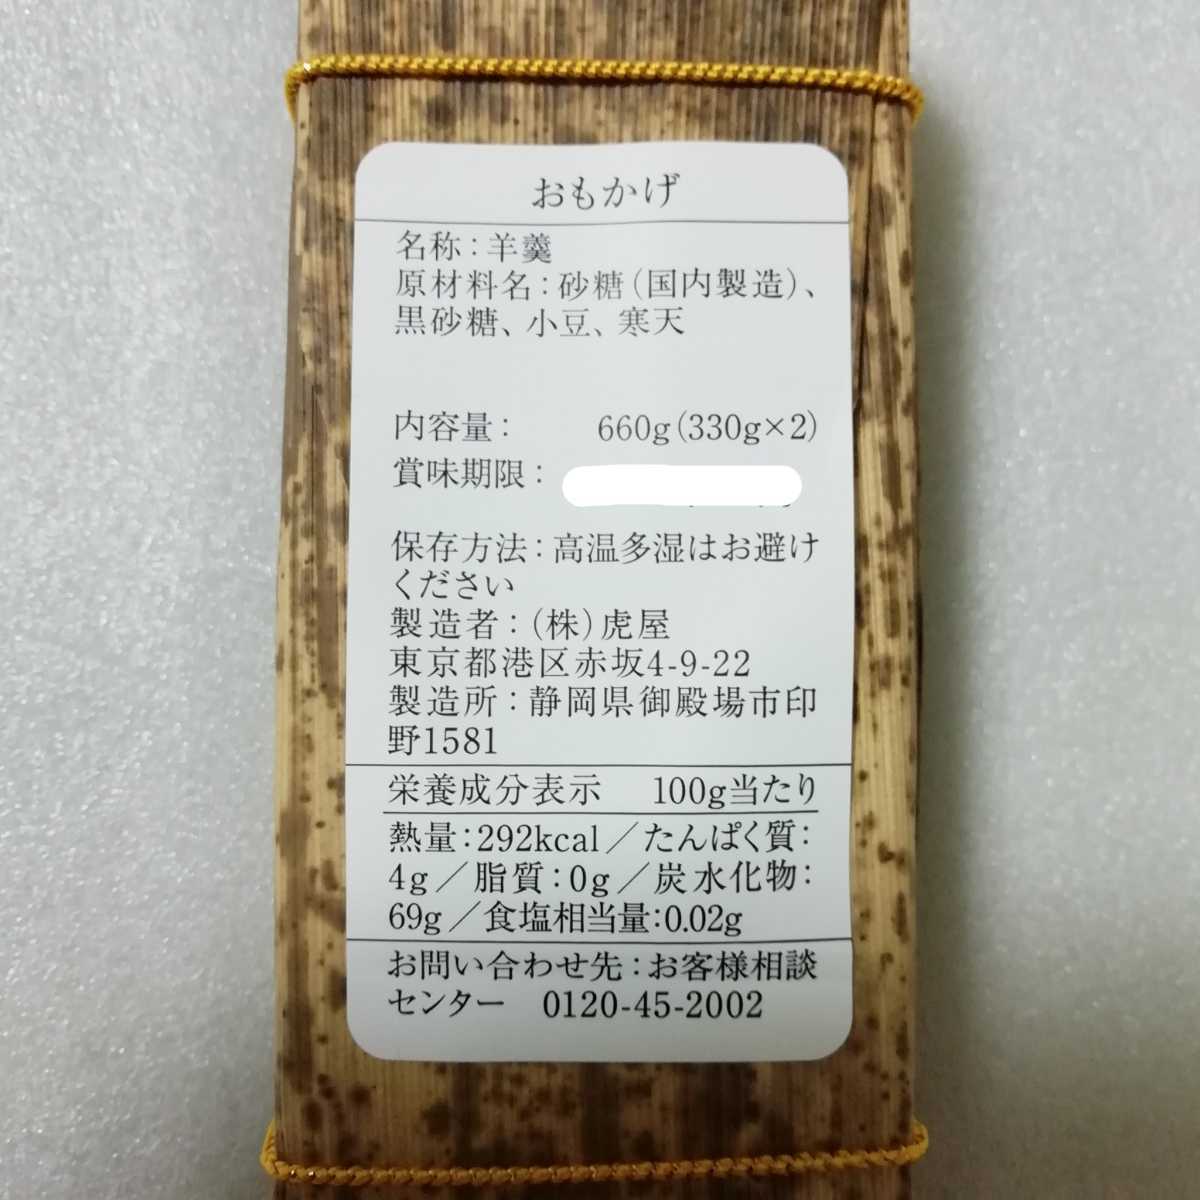 おもかげ
名称：羊羹
原材料名：砂糖（国内製造）、
黒砂糖、小豆、寒天
内容量： 660g（330g×2）
賞味期限：
保存方法：高温多湿はお避け
ください
製造者：（株）虎屋
東京都港区赤坂4-9-22
製造所：静岡県御殿場市印
野1581
栄養成分表示 100g当たり
熱量：292kcal／たんぱく質：
4g／脂質：0g／炭水化物：
69g／食塩相当量：0.02g
お問い合わせ先：お客様相談
センター 0120-45-2002